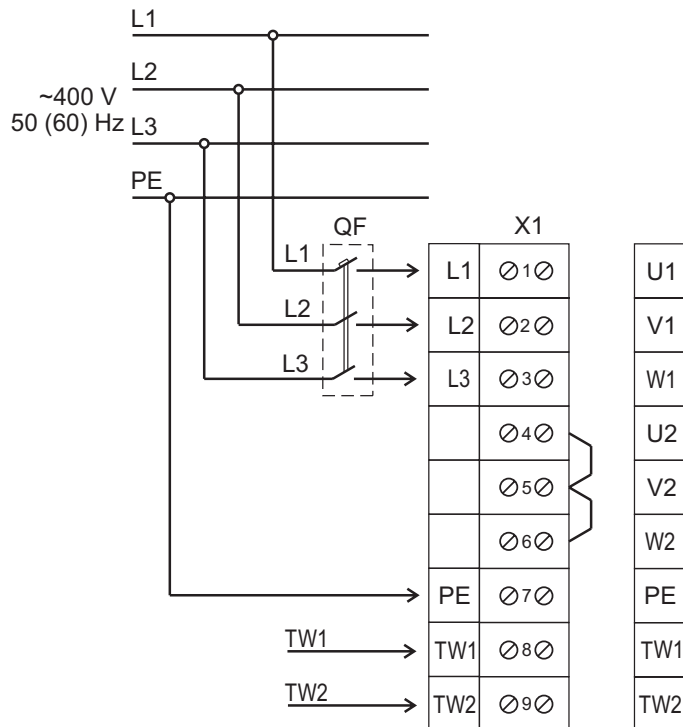 L1
L2
~400 V
50 (60) Hz
L3
PE
QF
X1
L1 L1 1 U1
L2 L2 2 V1
L3 L3 3 W1
4 U2
5 V2
6 W2
PE 7 PE
TW1 TW1 8 TW1
TW2 TW2 9 TW2